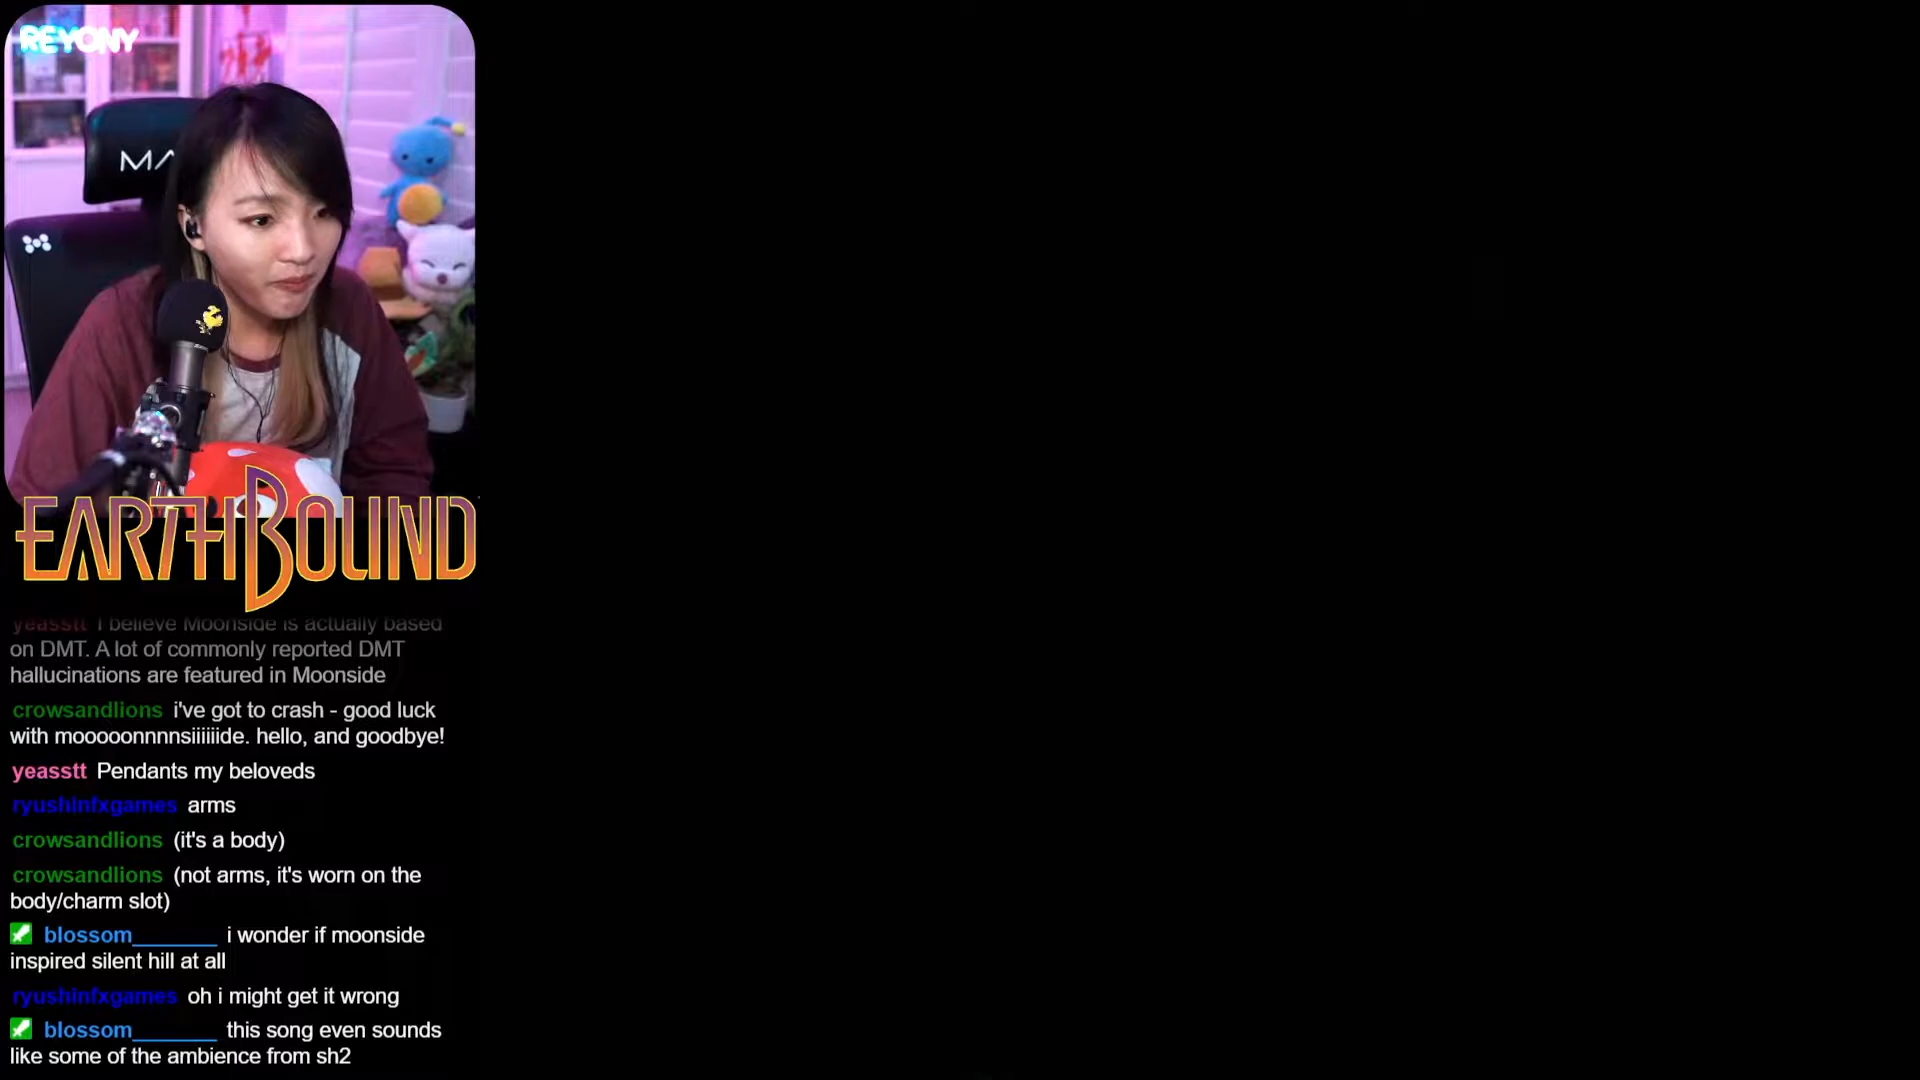 REYONY
MA
EARTHBOUND
yeasstt I believe Moonside is actually based
on DMT. A lot of commonly reported DMT
hallucinations are featured in Moonside
crowsandlions i've got to crash - good luck
with mooooonnnnsiiiiiide. hello, and goodbye!
yeasstt Pendants my beloveds
ryushinfxgames arms
crowsandlions (it's a body)
crowsandlions (not arms, it's worn on the
body/charm slot)
blossom_______ i wonder if moonside
inspired silent hill at all
ryushinfxgames oh i might get it wrong
blossom_______ this song even sounds
like some of the ambience from sh2